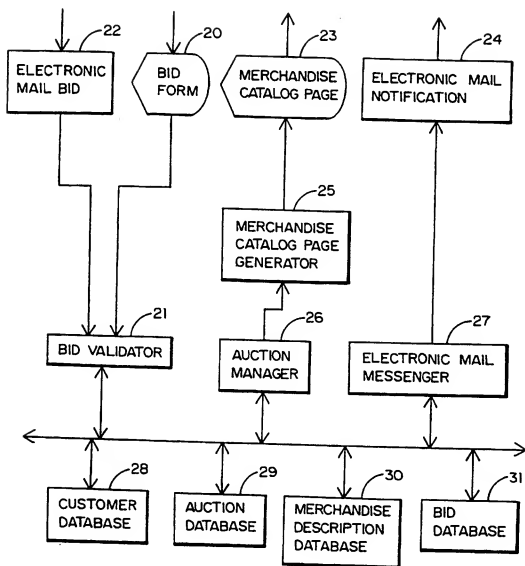 22
ELECTRONIC
MAIL BID
20
BID
FORM
23
MERCHANDISE
CATALOG PAGE
24
ELECTRONIC MAIL
NOTIFICATION
25
MERCHANDISE
CATALOG PAGE
GENERATOR
21
BID VALIDATOR
26
AUCTION
MANAGER
27
ELECTRONIC MAIL
MESSENGER
28
CUSTOMER
DATABASE
29
AUCTION
DATABASE
30
MERCHANDISE
DESCRIPTION
DATABASE
31
BID
DATABASE